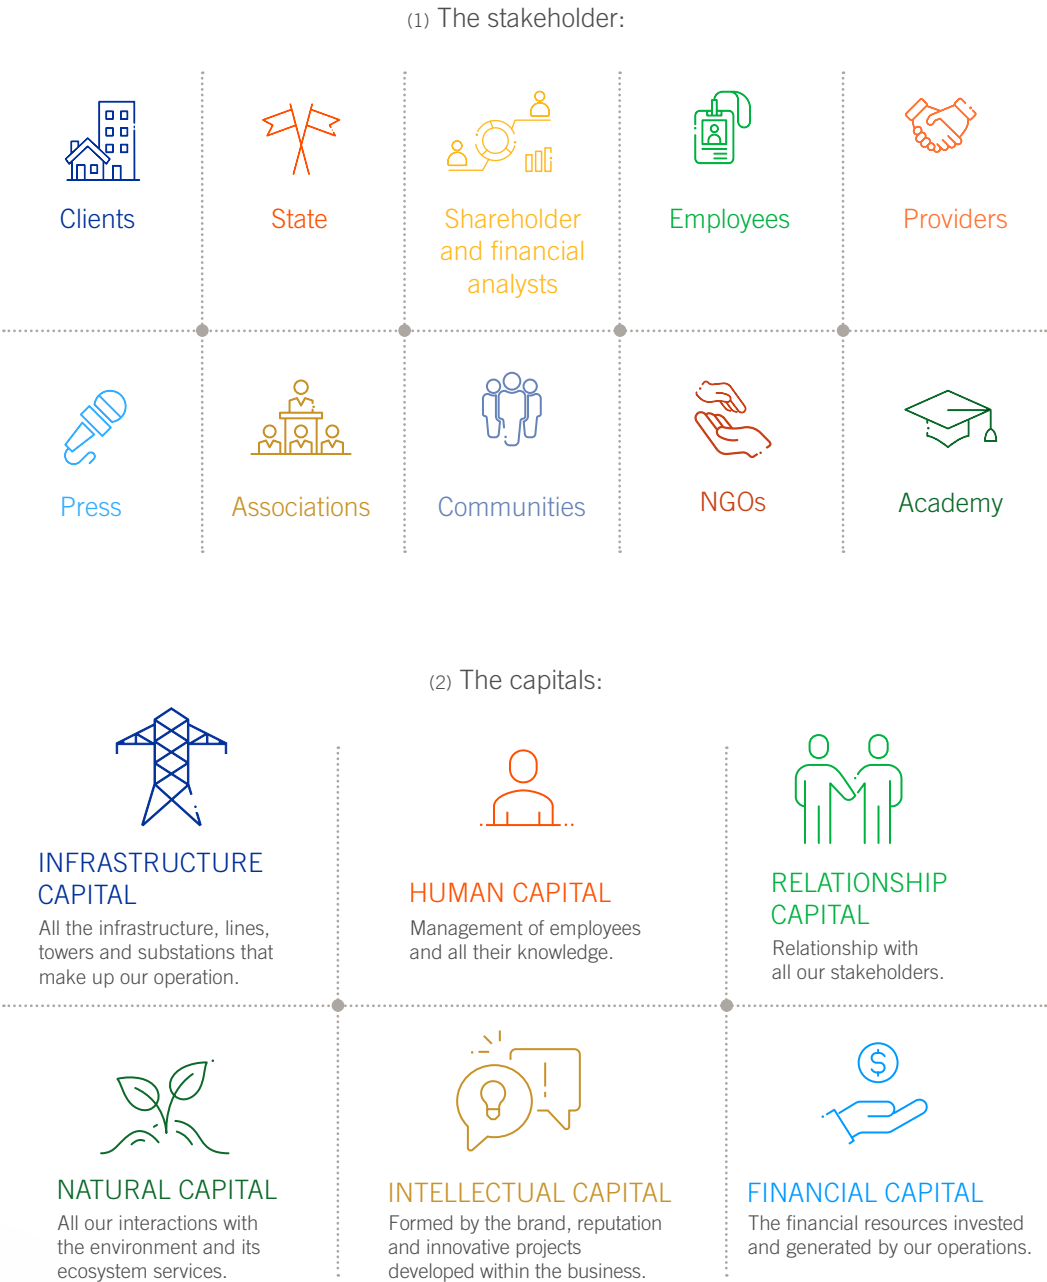 (1) The stakeholder:
Clients
State
Shareholder
and financial
analysts
Employees
Providers
Press
Associations
Communities
NGOs
Academy
(2) The capitals:
INFRASTRUCTURE
CAPITAL
All the infrastructure, lines,
towers and substations that
make up our operation.
HUMAN CAPITAL
Management of employees
and all their knowledge.
RELATIONSHIP
CAPITAL
Relationship with
all our stakeholders.
NATURAL CAPITAL
All our interactions with
the environment and its
ecosystem services.
INTELLECTUAL CAPITAL
Formed by the brand, reputation
and innovative projects
developed within the business.
$
FINANCIAL CAPITAL
The financial resources invested
and generated by our operations.